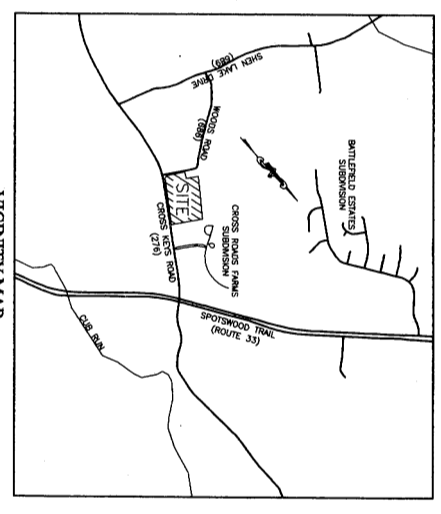 SHEN LAKE DRIVE
(689)
WOODS ROAD
(688)
SITE
CROSS KEYS ROAD
(276)
CROSS ROADS FARMS
SUBDIVISION
BATTLEFIELD ESTATES
SUBDIVISION
SPOTSWOOD TRAIL
(ROUTE 33)
CUB RUN
VICINITY MAP